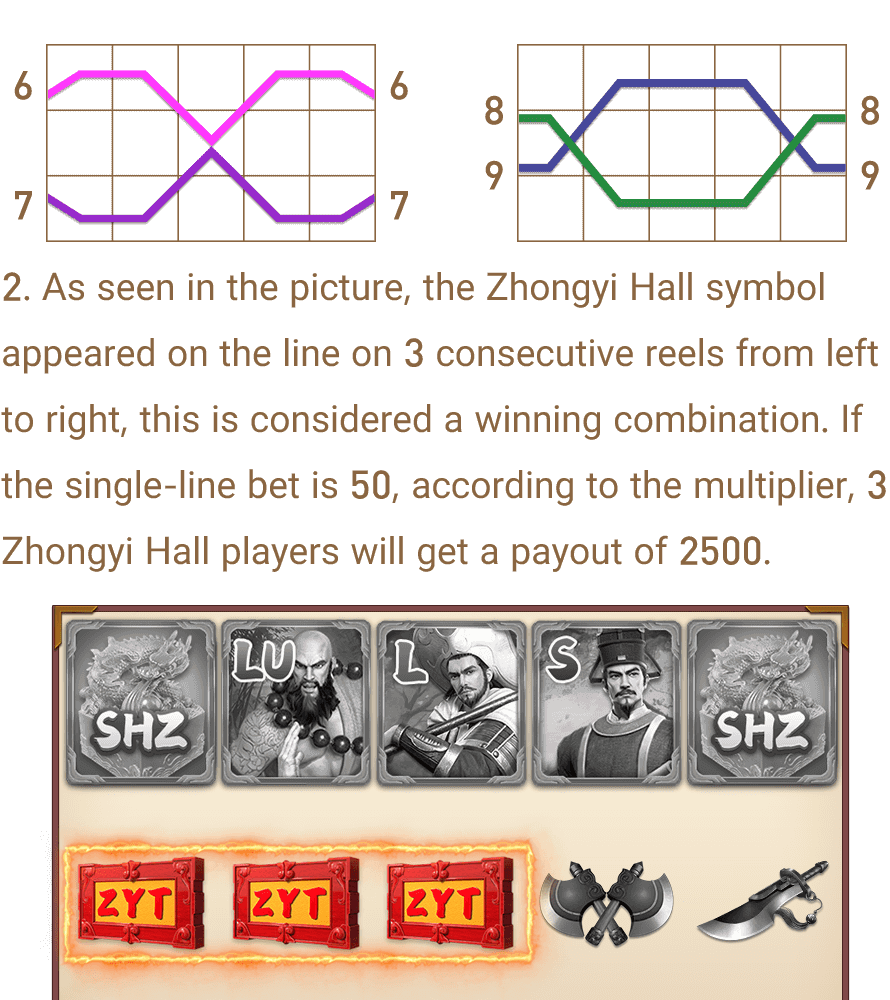 6 6 8 8
9 9
7 7
2. As seen in the picture, the Zhongyi Hall symbol
appeared on the line on 3 consecutive reels from left
to right, this is considered a winning combination. If
the single-line bet is 50, according to the multiplier, 3
Zhongyi Hall players will get a payout of 2500.
SHZ LU L S SHZ
ZYT ZYT ZYT